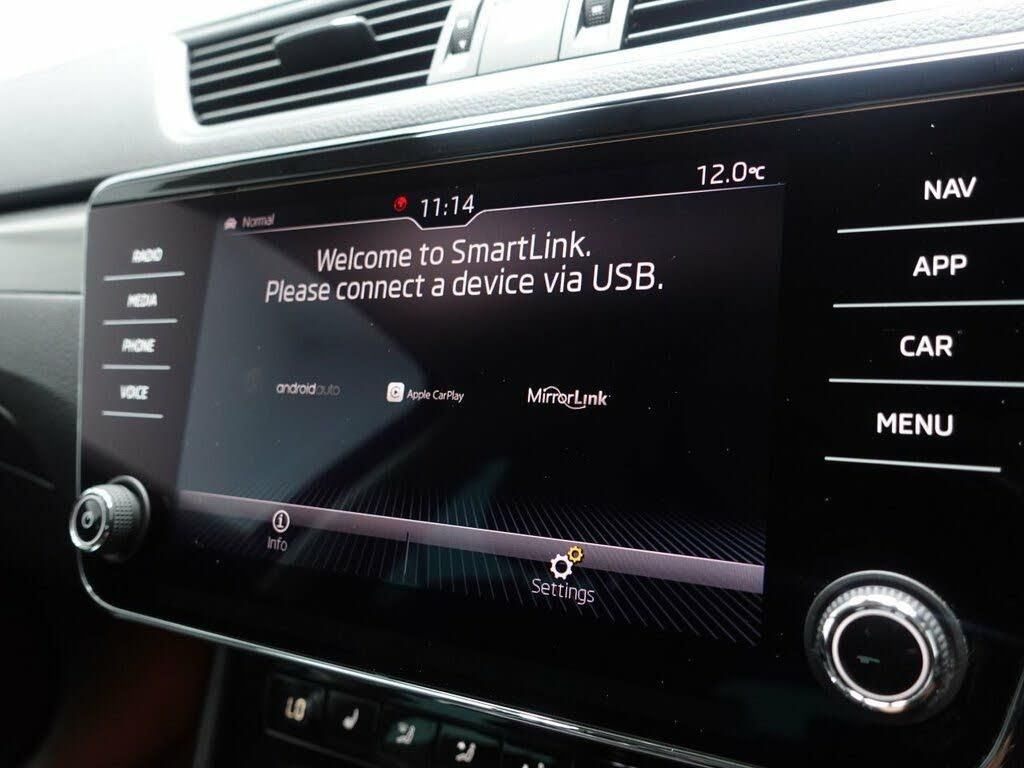 Normal
11:14
12.0°C
Welcome to SmartLink.
Please connect a device via USB.
androidauto
Apple CarPlay
MirrorLink
Info
Settings
RADIO
MEDIA
PHONE
VOICE
NAV
APP
CAR
MENU
LO